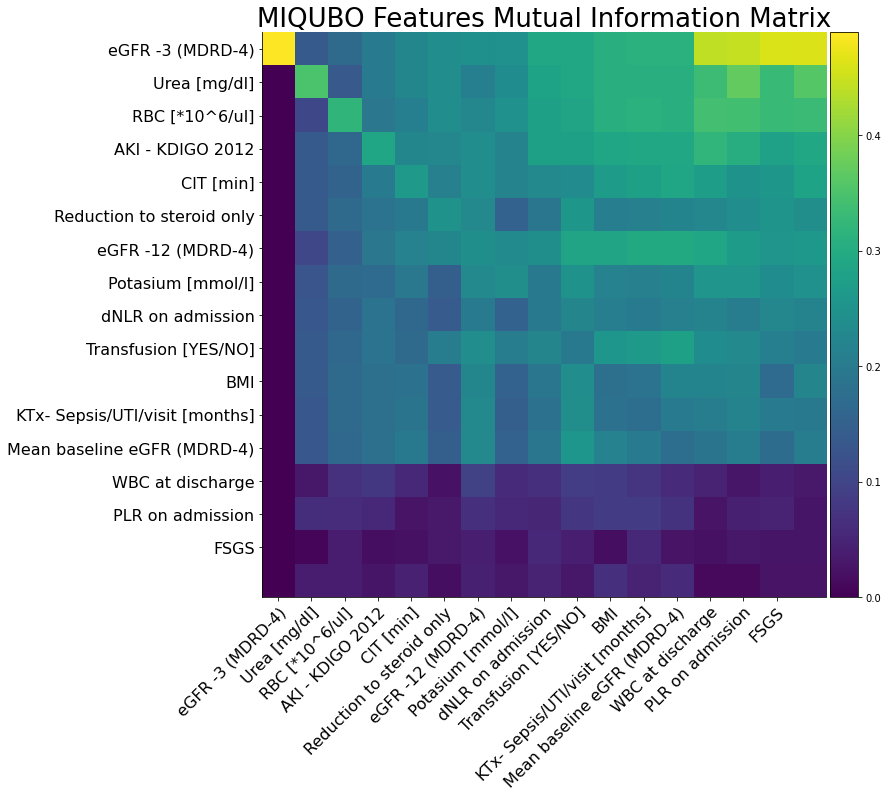 MIQUBO Features Mutual Information Matrix
eGFR -3 (MDRD-4)
Urea [mg/dl]
RBC [*10^6/ul]
AKI - KDIGO 2012
CIT [min]
Reduction to steroid only
eGFR -12 (MDRD-4)
Potasium [mmol/l]
dNLR on admission
Transfusion [YES/NO]
BMI
KTx- Sepsis/UTI/visit [months]
Mean baseline eGFR (MDRD-4)
WBC at discharge
PLR on admission
FSGS
0.4
0.3
0.2
0.1
0.0
eGFR -3 (MDRD-4)
Urea [mg/dl]
RBC [*10^6/ul]
AKI - KDIGO 2012
CIT [min]
Reduction to steroid only
eGFR -12 (MDRD-4)
Potasium [mmol/l]
dNLR on admission
Transfusion [YES/NO]
BMI
KTx- Sepsis/UTI/visit [months]
Mean baseline eGFR (MDRD-4)
WBC at discharge
PLR on admission
FSGS